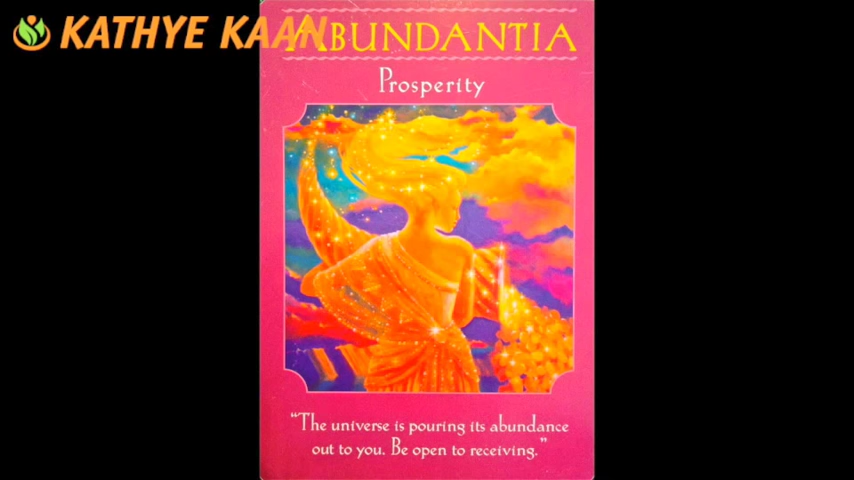 KATHYE KAAN
ABUNDANTIA
Prosperity
"The universe is pouring its abundance
out to you. Be open to receiving."